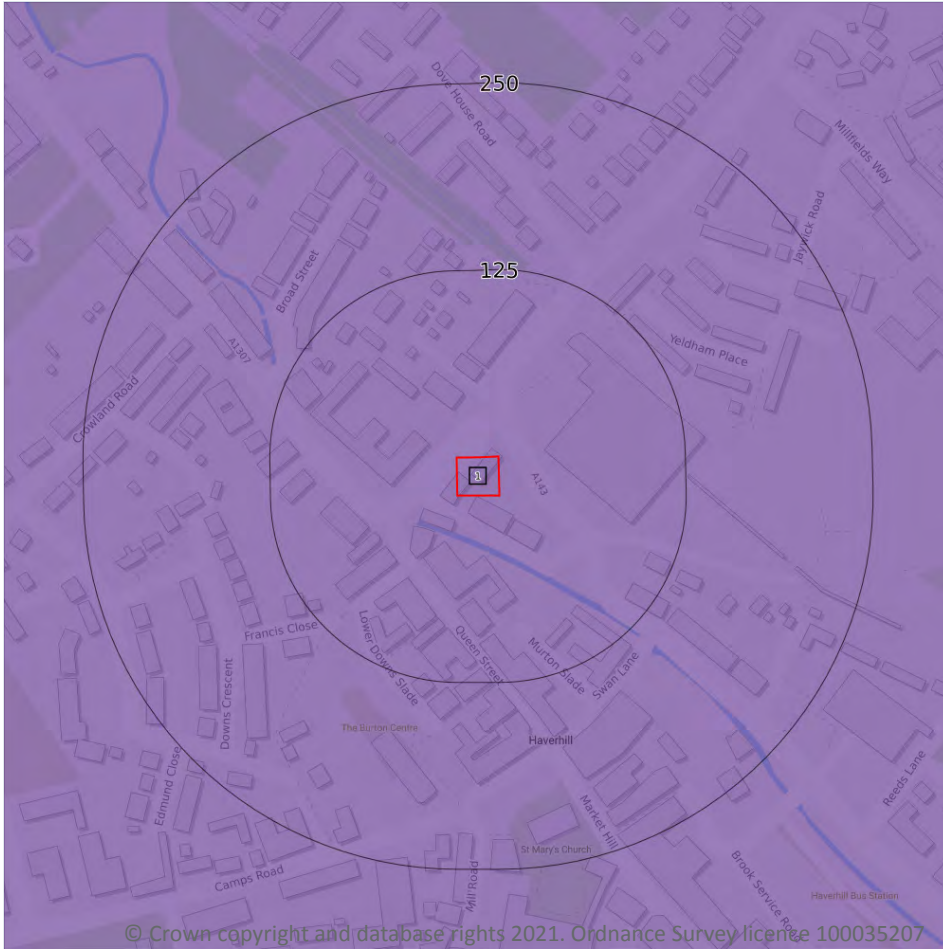 250
Dove House Road
Millfields Way
Jaywick Road
125
Broad Street
A1307
Yeldham Place
Crowland Road
1
A143
Francis Close
Lower Downs Slade
Queen Street
Murton Slade
Swan Lane
Downs Crescent
The Burton Centre
Haverhill
Edmund Close
Reeds Lane
Market Hill
St Mary's Church
Camps Road
Mill Road
Brook Service Ro
Haverhill Bus Station
© Crown copyright and database rights 2021. Ordnance Survey licence 100035207